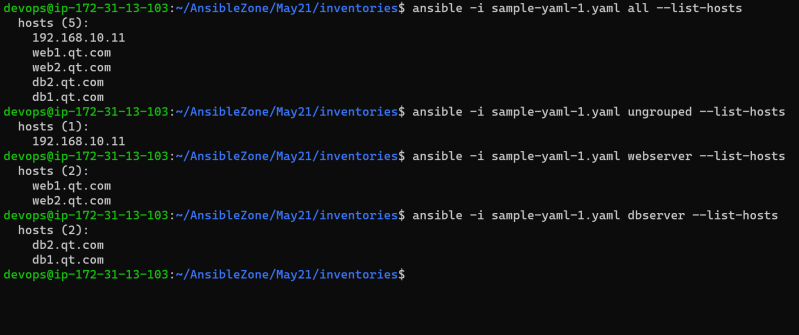 devops@ip-172-31-13-103:~/AnsibleZone/May21/inventories$ ansible -i sample-yaml-1.yaml all --list-hosts
  hosts (5):
    192.168.10.11
    web1.qt.com
    web2.qt.com
    db2.qt.com
    db1.qt.com
devops@ip-172-31-13-103:~/AnsibleZone/May21/inventories$ ansible -i sample-yaml-1.yaml ungrouped --list-hosts
  hosts (1):
    192.168.10.11
devops@ip-172-31-13-103:~/AnsibleZone/May21/inventories$ ansible -i sample-yaml-1.yaml webserver --list-hosts
  hosts (2):
    web1.qt.com
    web2.qt.com
devops@ip-172-31-13-103:~/AnsibleZone/May21/inventories$ ansible -i sample-yaml-1.yaml dbserver --list-hosts
  hosts (2):
    db2.qt.com
    db1.qt.com
devops@ip-172-31-13-103:~/AnsibleZone/May21/inventories$